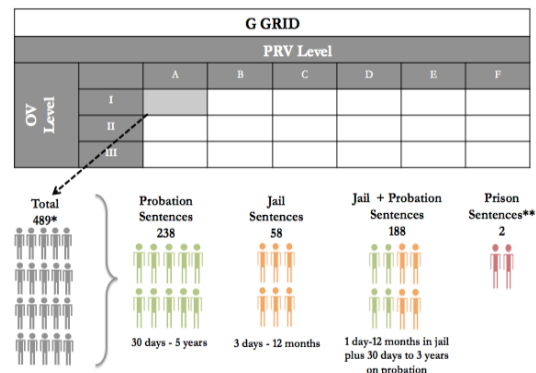 G GRID
PRV Level
A B C D E F
OV
Level
I
II
III
Total
489*
Probation
Sentences
238
30 days - 5 years
Jail
Sentences
58
3 days - 12 months
Jail + Probation
Sentences
188
1 day-12 months in jail
plus 30 days to 3 years
on probation
Prison
Sentences**
2